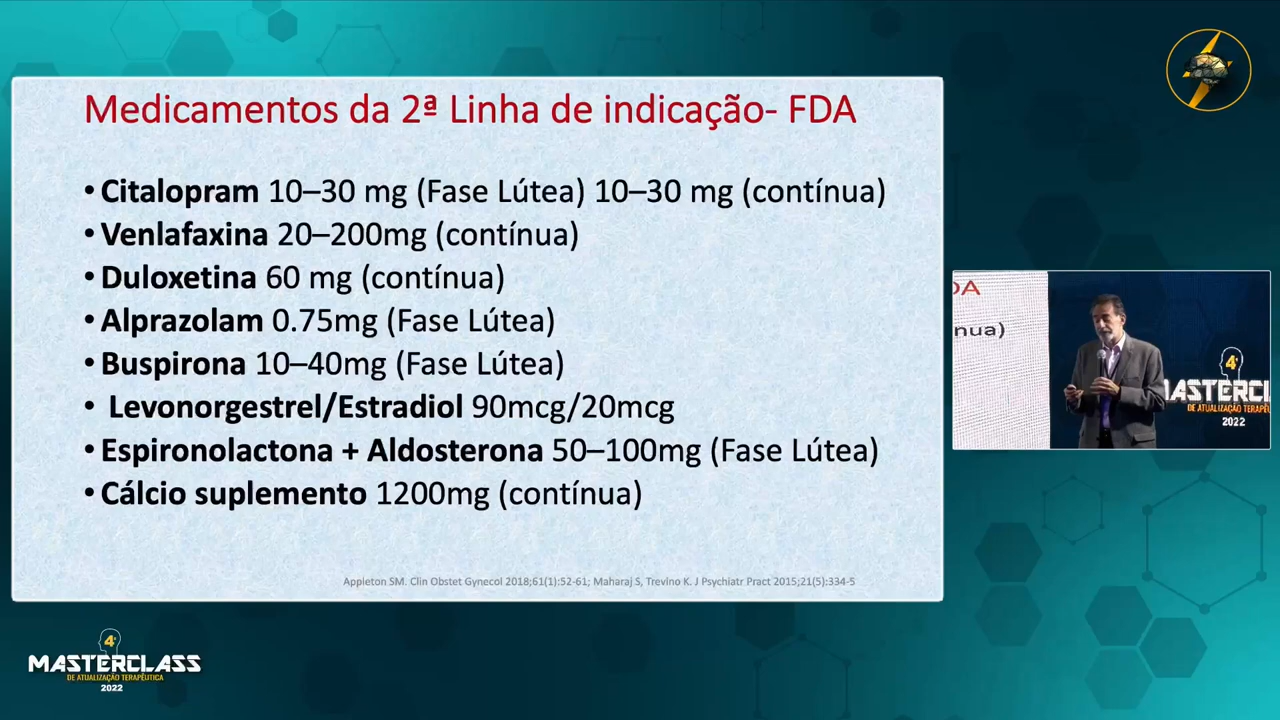 Medicamentos da 2ª Linha de indicação- FDA
• Citalopram 10–30 mg (Fase Lútea) 10–30 mg (contínua)
• Venlafaxina 20–200mg (contínua)
• Duloxetina 60 mg (contínua)
• Alprazolam 0.75mg (Fase Lútea)
• Buspirona 10–40mg (Fase Lútea)
• Levonorgestrel/Estradiol 90mcg/20mcg
• Espironolactona + Aldosterona 50–100mg (Fase Lútea)
• Cálcio suplemento 1200mg (contínua)
Appleton SM. Clin Obstet Gynecol 2018;61(1):52-61; Maharaj S, Trevino K. J Psychiatr Pract 2015;21(5):334-5
DA
nua)
4ª
MASTERCL
DE ATUALIZAÇÃO TERAPÊU
2022
4ª
MASTERCLASS
DE ATUALIZAÇÃO TERAPÊUTICA
2022